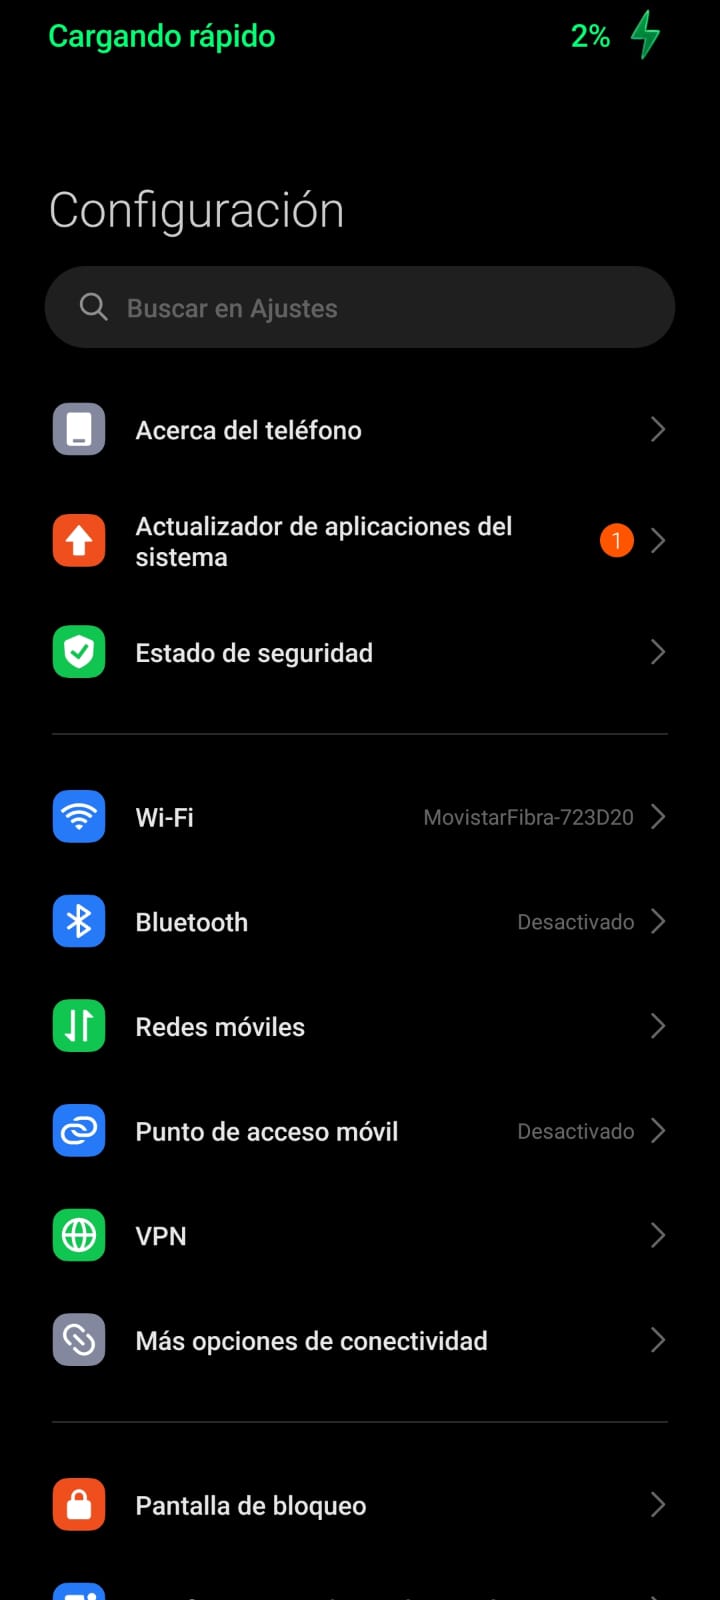 Cargando rápido 2%
Configuración
Buscar en Ajustes
Acerca del teléfono
Actualizador de aplicaciones del
sistema
1
Estado de seguridad
Wi-Fi MovistarFibra-723D20
Bluetooth Desactivado
Redes móviles
Punto de acceso móvil Desactivado
VPN
Más opciones de conectividad
Pantalla de bloqueo